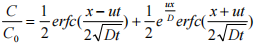 C/C₀ = 1/2 erfc((x − ut)/(2√Dt)) + 1/2 e^(ux/D) erfc((x + ut)/(2√Dt))